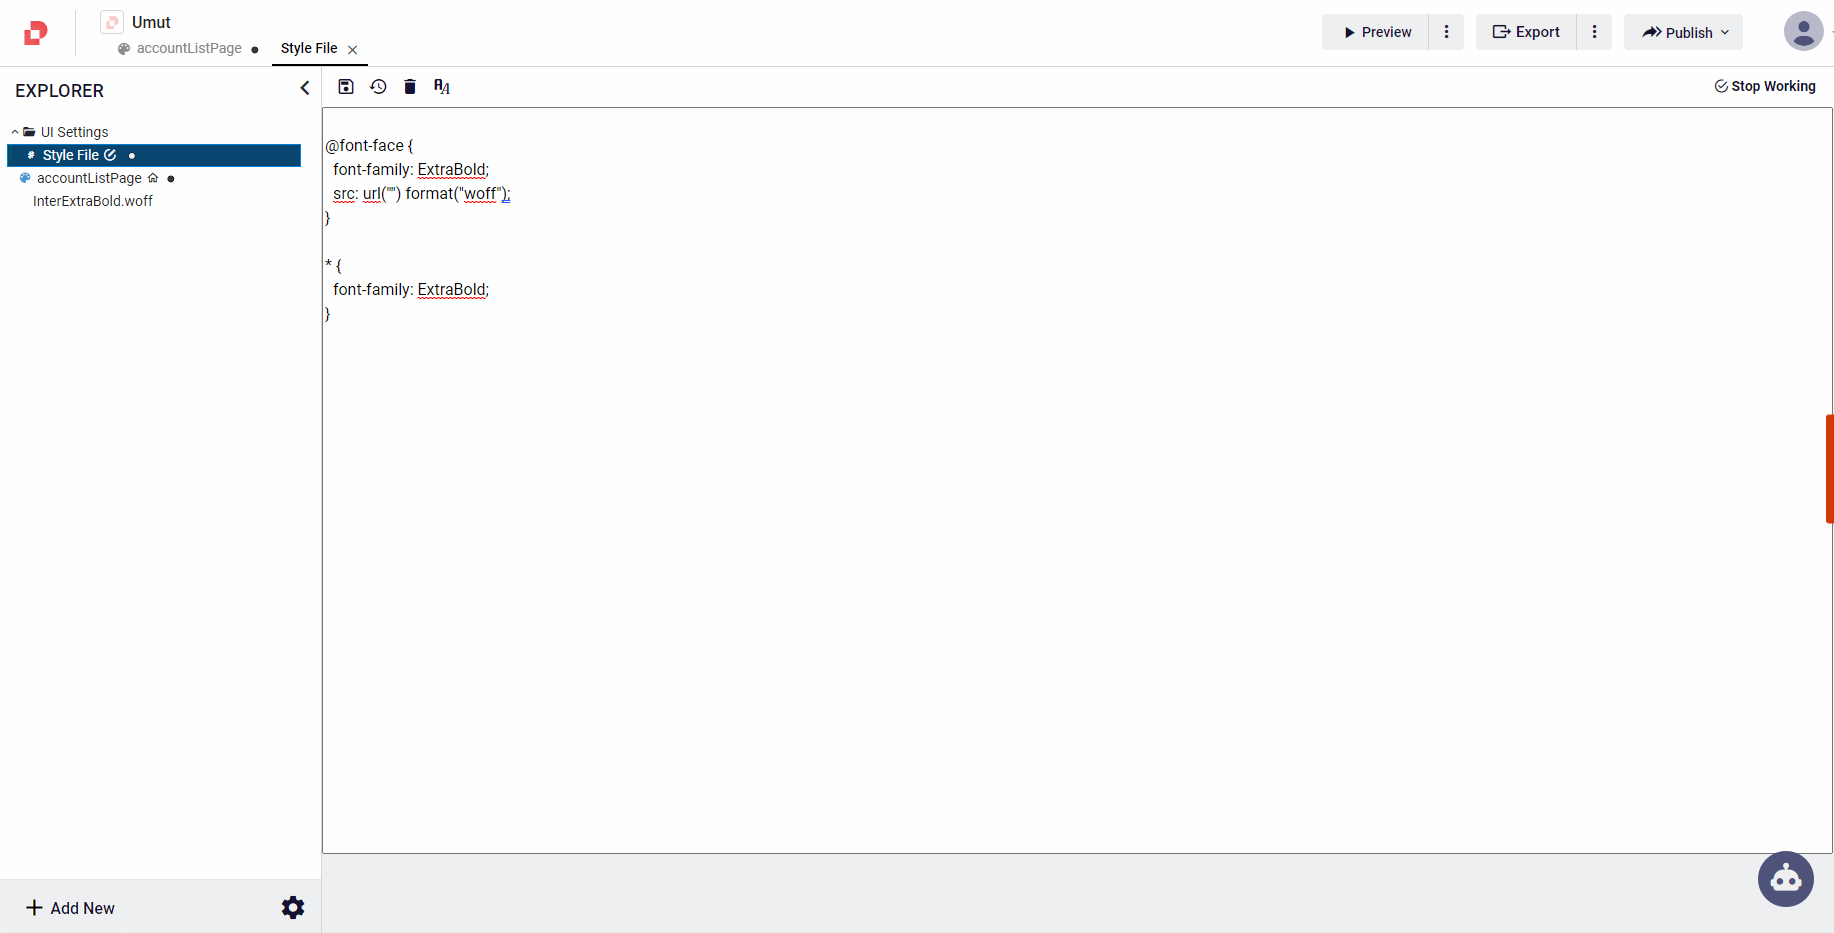 Umut
accountListPage
Style File
Preview
Export
Publish
EXPLORER
Stop Working
UI Settings
# Style File
accountListPage
InterExtraBold.woff
@font-face {
font-family: ExtraBold;
src: url("") format("woff");
}
* {
font-family: ExtraBold;
}
Add New